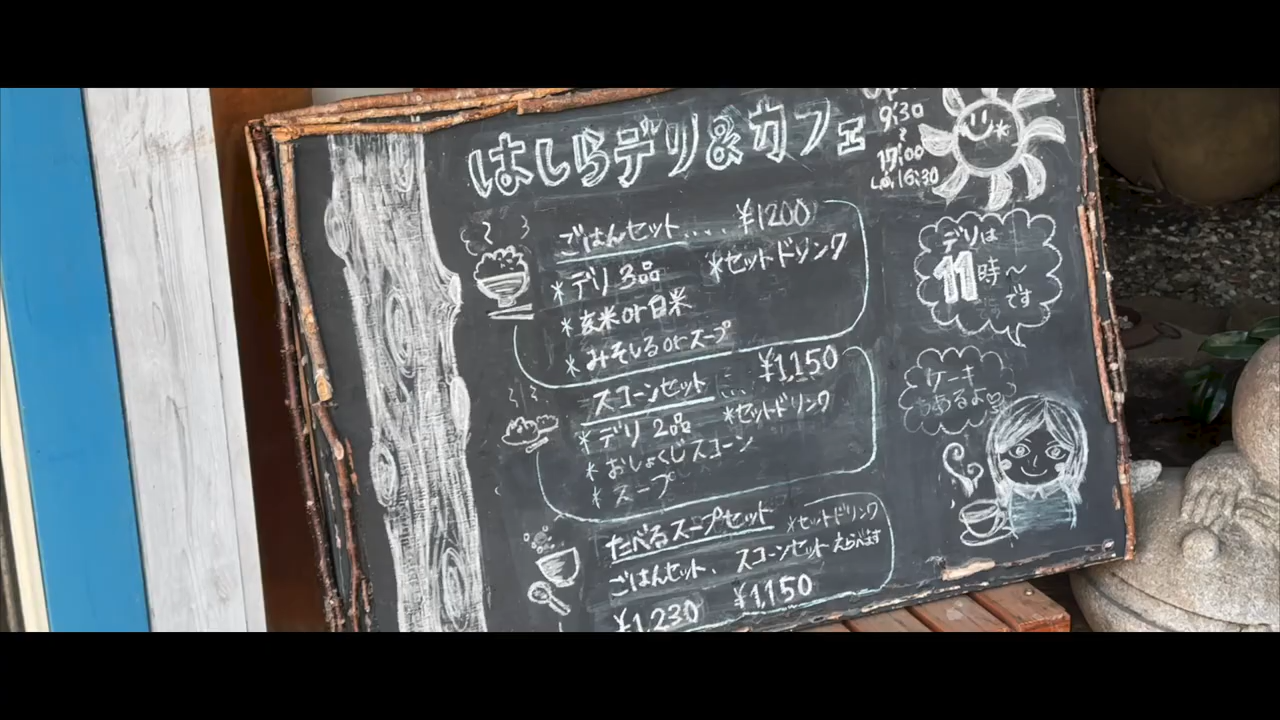 はしらデリ&カフェ
9:30
〜
17:00
L.O. 16:30
ごはんセット.... ¥1200
*デリ3品 *セットドリンク
*玄米or白米
*みそしるorスープ
スコーンセット... ¥1,150
*デリ2品 *セットドリンク
*おしょくじスコーン
*スープ
たべるスープセット *セットドリンク
ごはんセット、スコーンセットえらべます
¥1,230 ¥1,150
デリは
11時〜
です
ケーキ
もあるよ